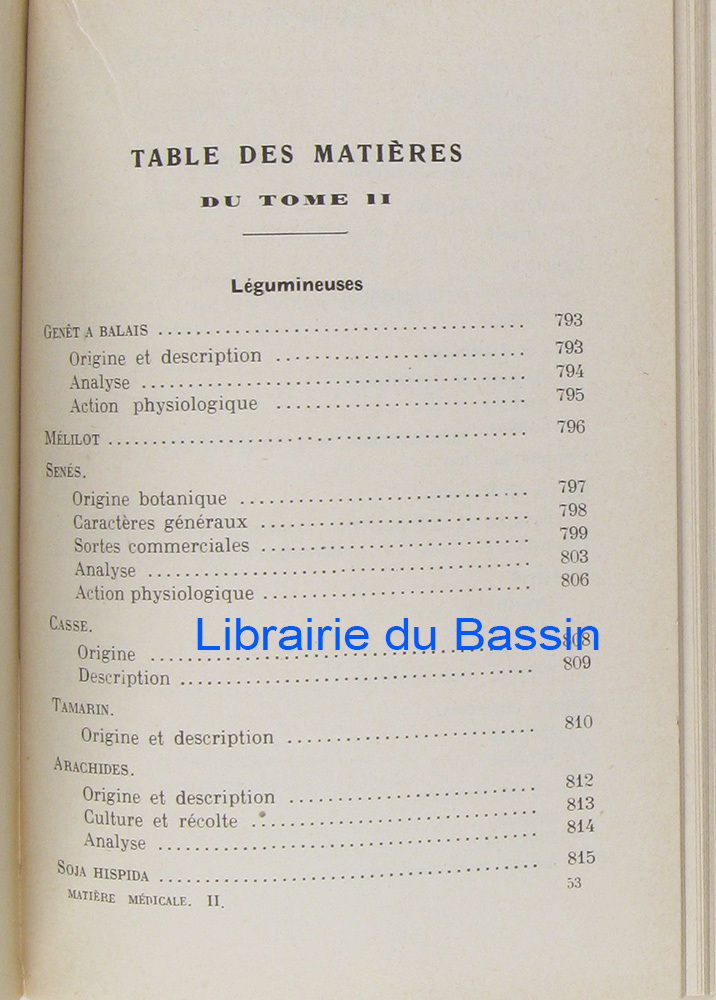 TABLE DES MATIÈRES
DU TOME II
Légumineuses
GENÊT A BALAIS ........................................ 793
Origine et description ........................... 793
Analyse ......................................... 794
Action physiologique ........................... 795
MÉLILOT ............................................. 796
SENÉS.
Origine botanique ............................... 797
Caractères généraux ............................. 798
Sortes commerciales ............................. 799
Analyse ......................................... 803
Action physiologique ............................. 806
CASSE.
Librairie du Bassin
Origine ......................................... 808
Description ..................................... 809
TAMARIN.
Origine et description ........................... 810
ARACHIDES.
Origine et description ........................... 812
Culture et récolte ............................... 813
Analyse ......................................... 814
SOJA HISPIDA ........................................ 815
MATIÈRE MÉDICALE. II. 53